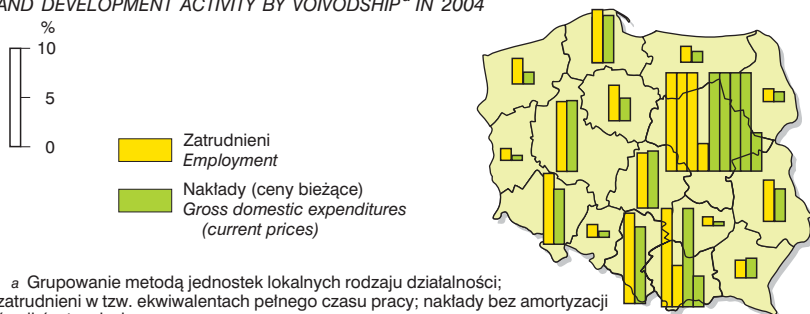 AND DEVELOPMENT ACTIVITY BY VOIVODSHIP a IN 2004
%
10
5
0
Zatrudnieni
Employment
Nakłady (ceny bieżące)
Gross domestic expenditures
(current prices)
a Grupowanie metodą jednostek lokalnych rodzaju działalności;
zatrudnieni w tzw. ekwiwalentach pełnego czasu pracy; nakłady bez amortyzacji